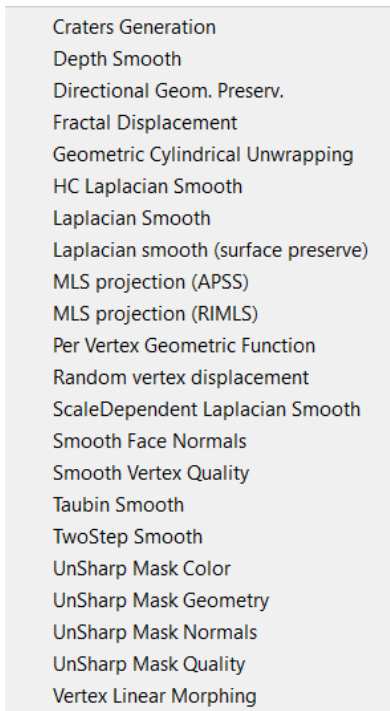 Craters Generation
Depth Smooth
Directional Geom. Preserv.
Fractal Displacement
Geometric Cylindrical Unwrapping
HC Laplacian Smooth
Laplacian Smooth
Laplacian smooth (surface preserve)
MLS projection (APSS)
MLS projection (RIMLS)
Per Vertex Geometric Function
Random vertex displacement
ScaleDependent Laplacian Smooth
Smooth Face Normals
Smooth Vertex Quality
Taubin Smooth
TwoStep Smooth
UnSharp Mask Color
UnSharp Mask Geometry
UnSharp Mask Normals
UnSharp Mask Quality
Vertex Linear Morphing